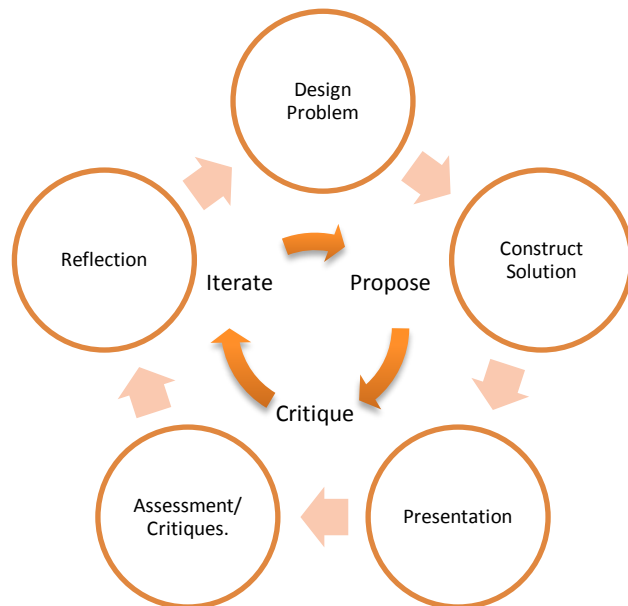 Design
Problem
Construct
Solution
Reflection
Iterate
Propose
Critique
Assessment/
Critiques.
Presentation